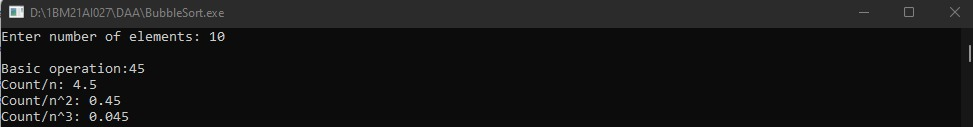 D:\1BM21AI027\DAA\BubbleSort.exe
Enter number of elements: 10
Basic operation:45
Count/n: 4.5
Count/n^2: 0.45
Count/n^3: 0.045